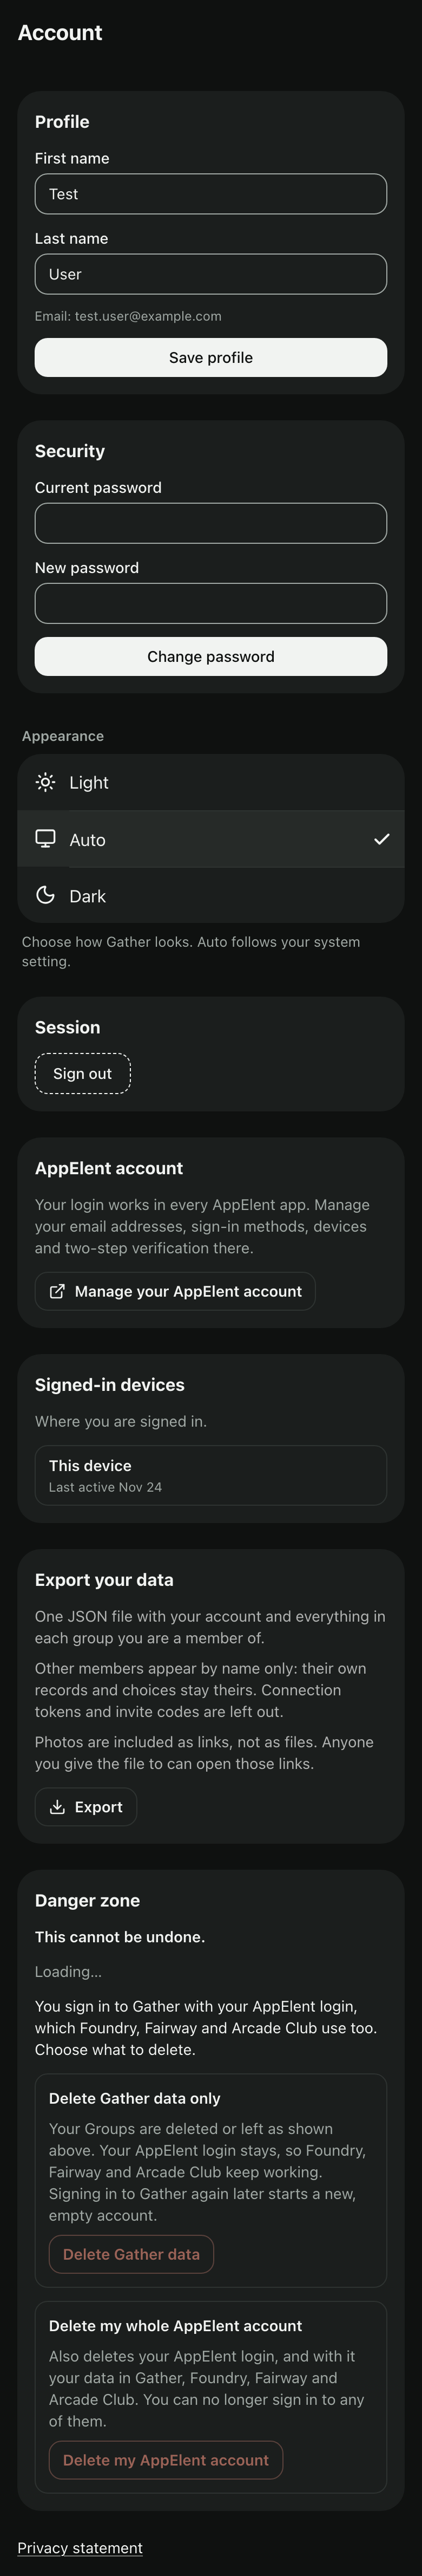 Account
Profile
First name
Test
Last name
User
Email: test.user@example.com
Save profile
Security
Current password
New password
Change password
Appearance
Light
Auto
Dark
Choose how Gather looks. Auto follows your system
setting.
Session
Sign out
AppElent account
Your login works in every AppElent app. Manage
your email addresses, sign-in methods, devices
and two-step verification there.
Manage your AppElent account
Signed-in devices
Where you are signed in.
This device
Last active Nov 24
Export your data
One JSON file with your account and everything in
each group you are a member of.
Other members appear by name only: their own
records and choices stay theirs. Connection
tokens and invite codes are left out.
Photos are included as links, not as files. Anyone
you give the file to can open those links.
Export
Danger zone
This cannot be undone.
Loading...
You sign in to Gather with your AppElent login,
which Foundry, Fairway and Arcade Club use too.
Choose what to delete.
Delete Gather data only
Your Groups are deleted or left as shown
above. Your AppElent login stays, so Foundry,
Fairway and Arcade Club keep working.
Signing in to Gather again later starts a new,
empty account.
Delete Gather data
Delete my whole AppElent account
Also deletes your AppElent login, and with it
your data in Gather, Foundry, Fairway and
Arcade Club. You can no longer sign in to any
of them.
Delete my AppElent account
Privacy statement